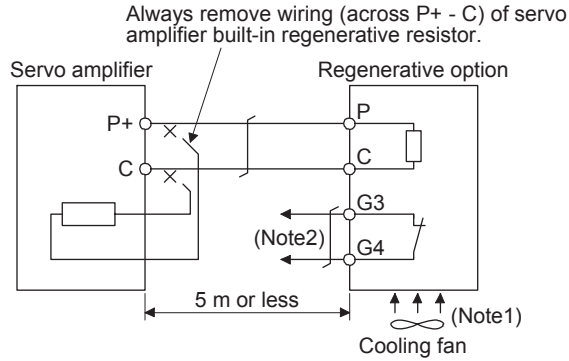 Always remove wiring (across P+ - C) of servo
amplifier built-in regenerative resistor.
Servo amplifier
Regenerative option
P+
P
C
C
G3
(Note2)
G4
5 m or less
(Note1)
Cooling fan